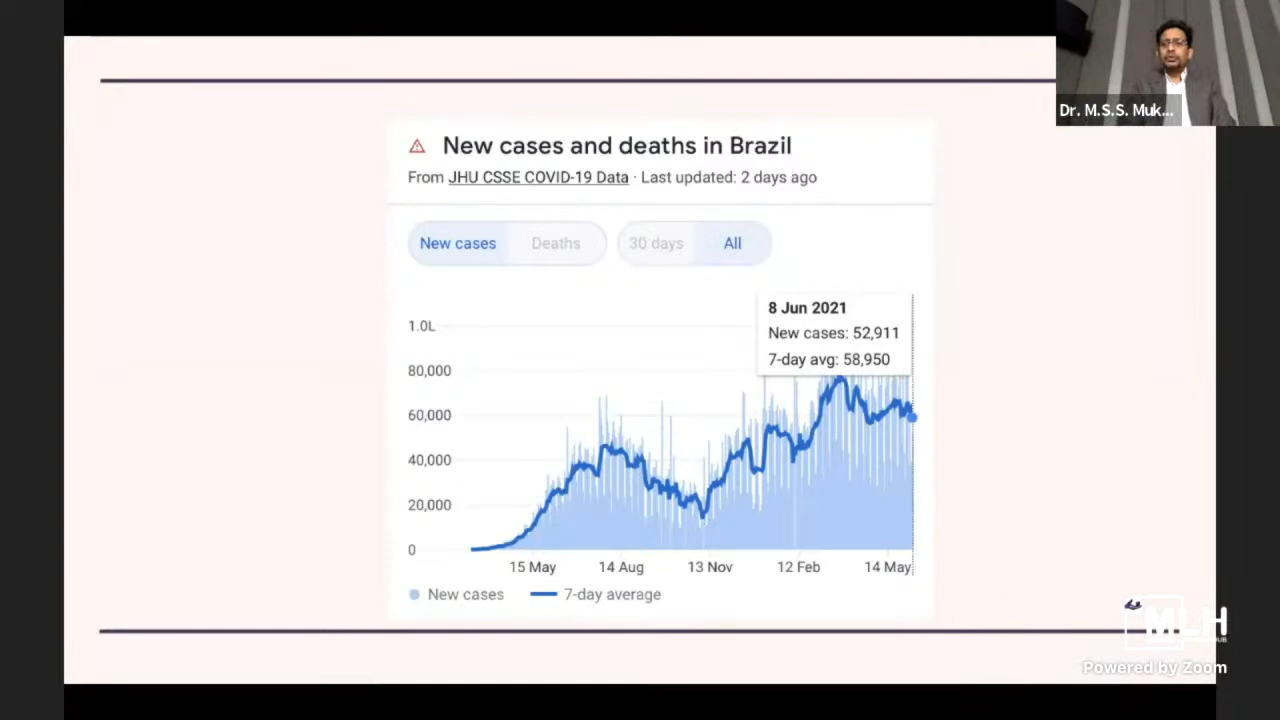 Dr. M.S.S. Muk...
New cases and deaths in Brazil
From JHU CSSE COVID-19 Data · Last updated: 2 days ago
New cases Deaths 30 days All
8 Jun 2021
New cases: 52,911
7-day avg: 58,950
1.0L
80,000
60,000
40,000
20,000
0
15 May 14 Aug 13 Nov 12 Feb 14 May
New cases 7-day average
MLH
Powered by Zoom